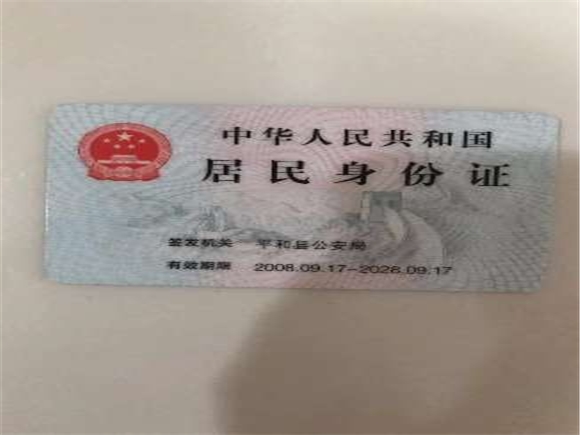 中华人民共和国
居民身份证
签发机关 平和县公安局
有效期限 2008.09.17-2028.09.17